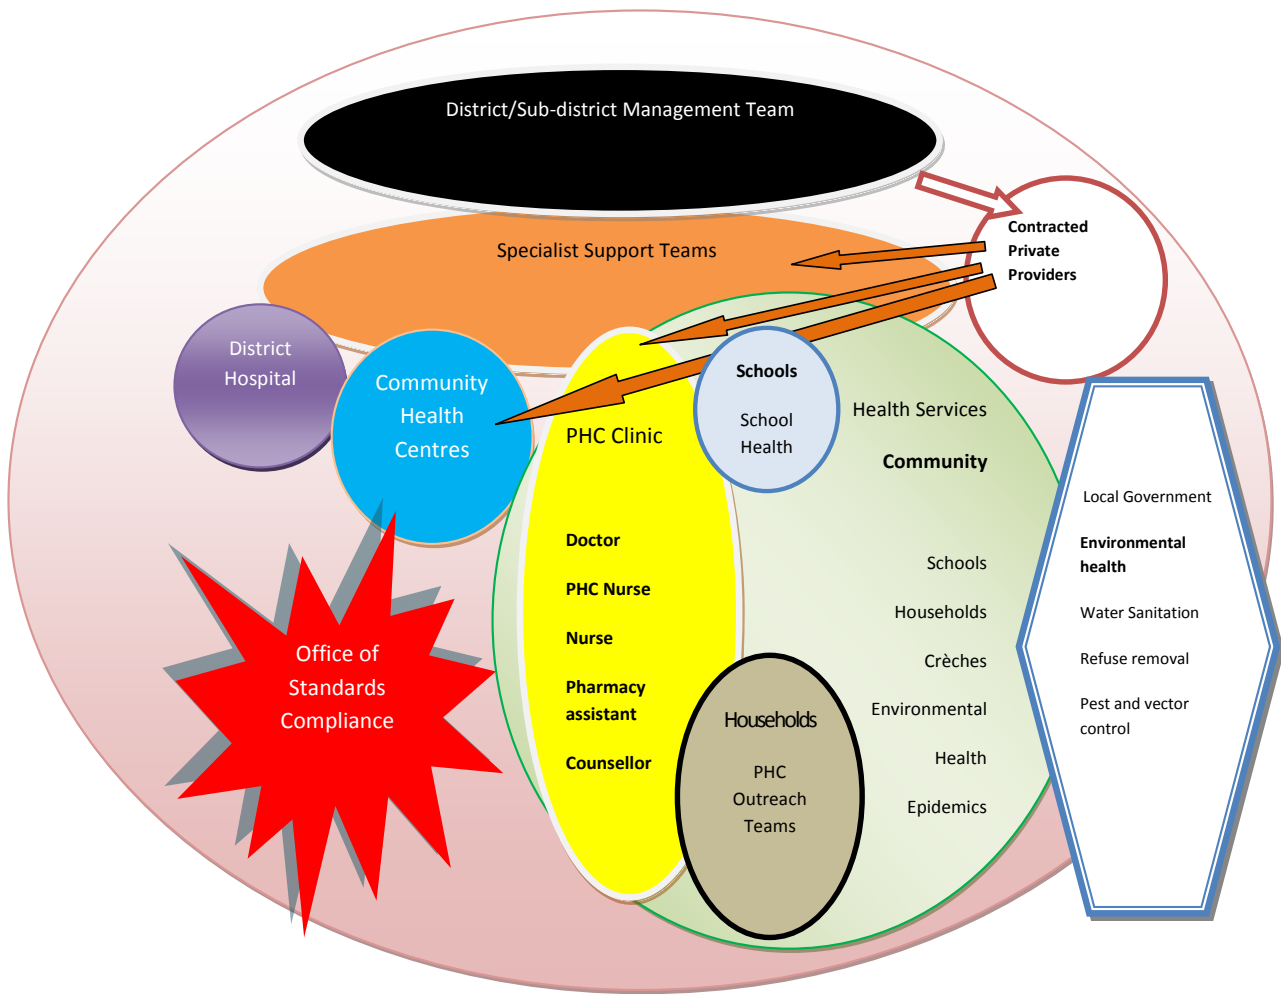 District/Sub-district Management Team
Specialist Support Teams
Contracted
Private
Providers
District
Hospital
Community
Health
Centres
PHC Clinic
Doctor
PHC Nurse
Nurse
Pharmacy
assistant
Counsellor
Schools
School
Health
Health Services
Community
Schools
Households
Crèches
Environmental
Health
Epidemics
Households
PHC
Outreach
Teams
Local Government
Environmental
health
Water Sanitation
Refuse removal
Pest and vector
control
Office of
Standards
Compliance